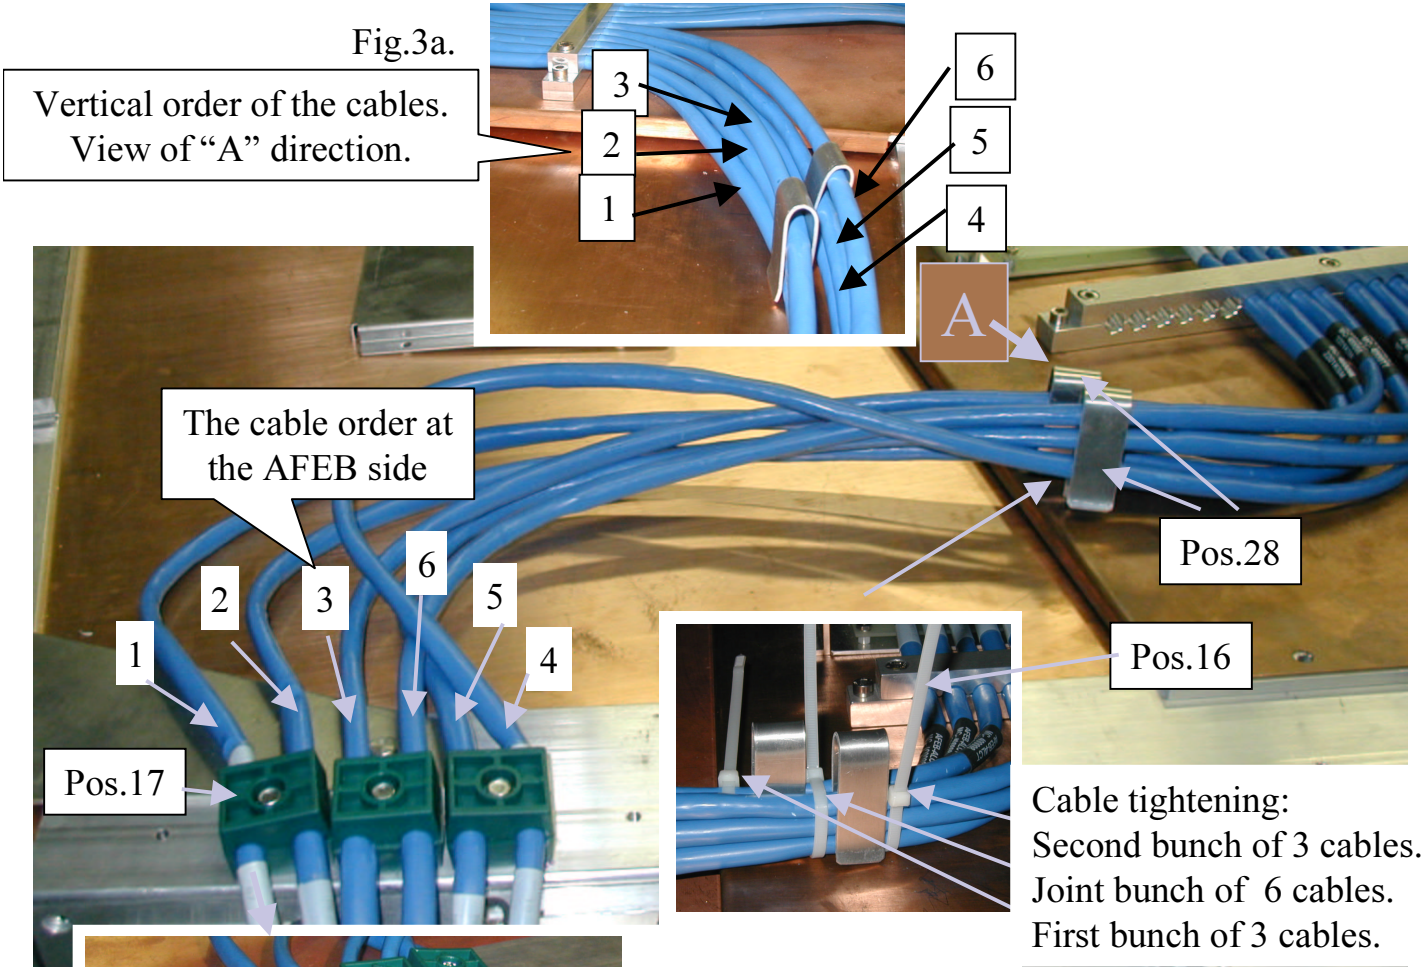 Fig.3a.
Vertical order of the cables.
View of “A” direction.
3
2
1
6
5
4
A
The cable order at
the AFEB side
Pos.28
1
2
3
6
5
4
Pos.16
Pos.17
Cable tightening:
Second bunch of 3 cables.
Joint bunch of 6 cables.
First bunch of 3 cables.